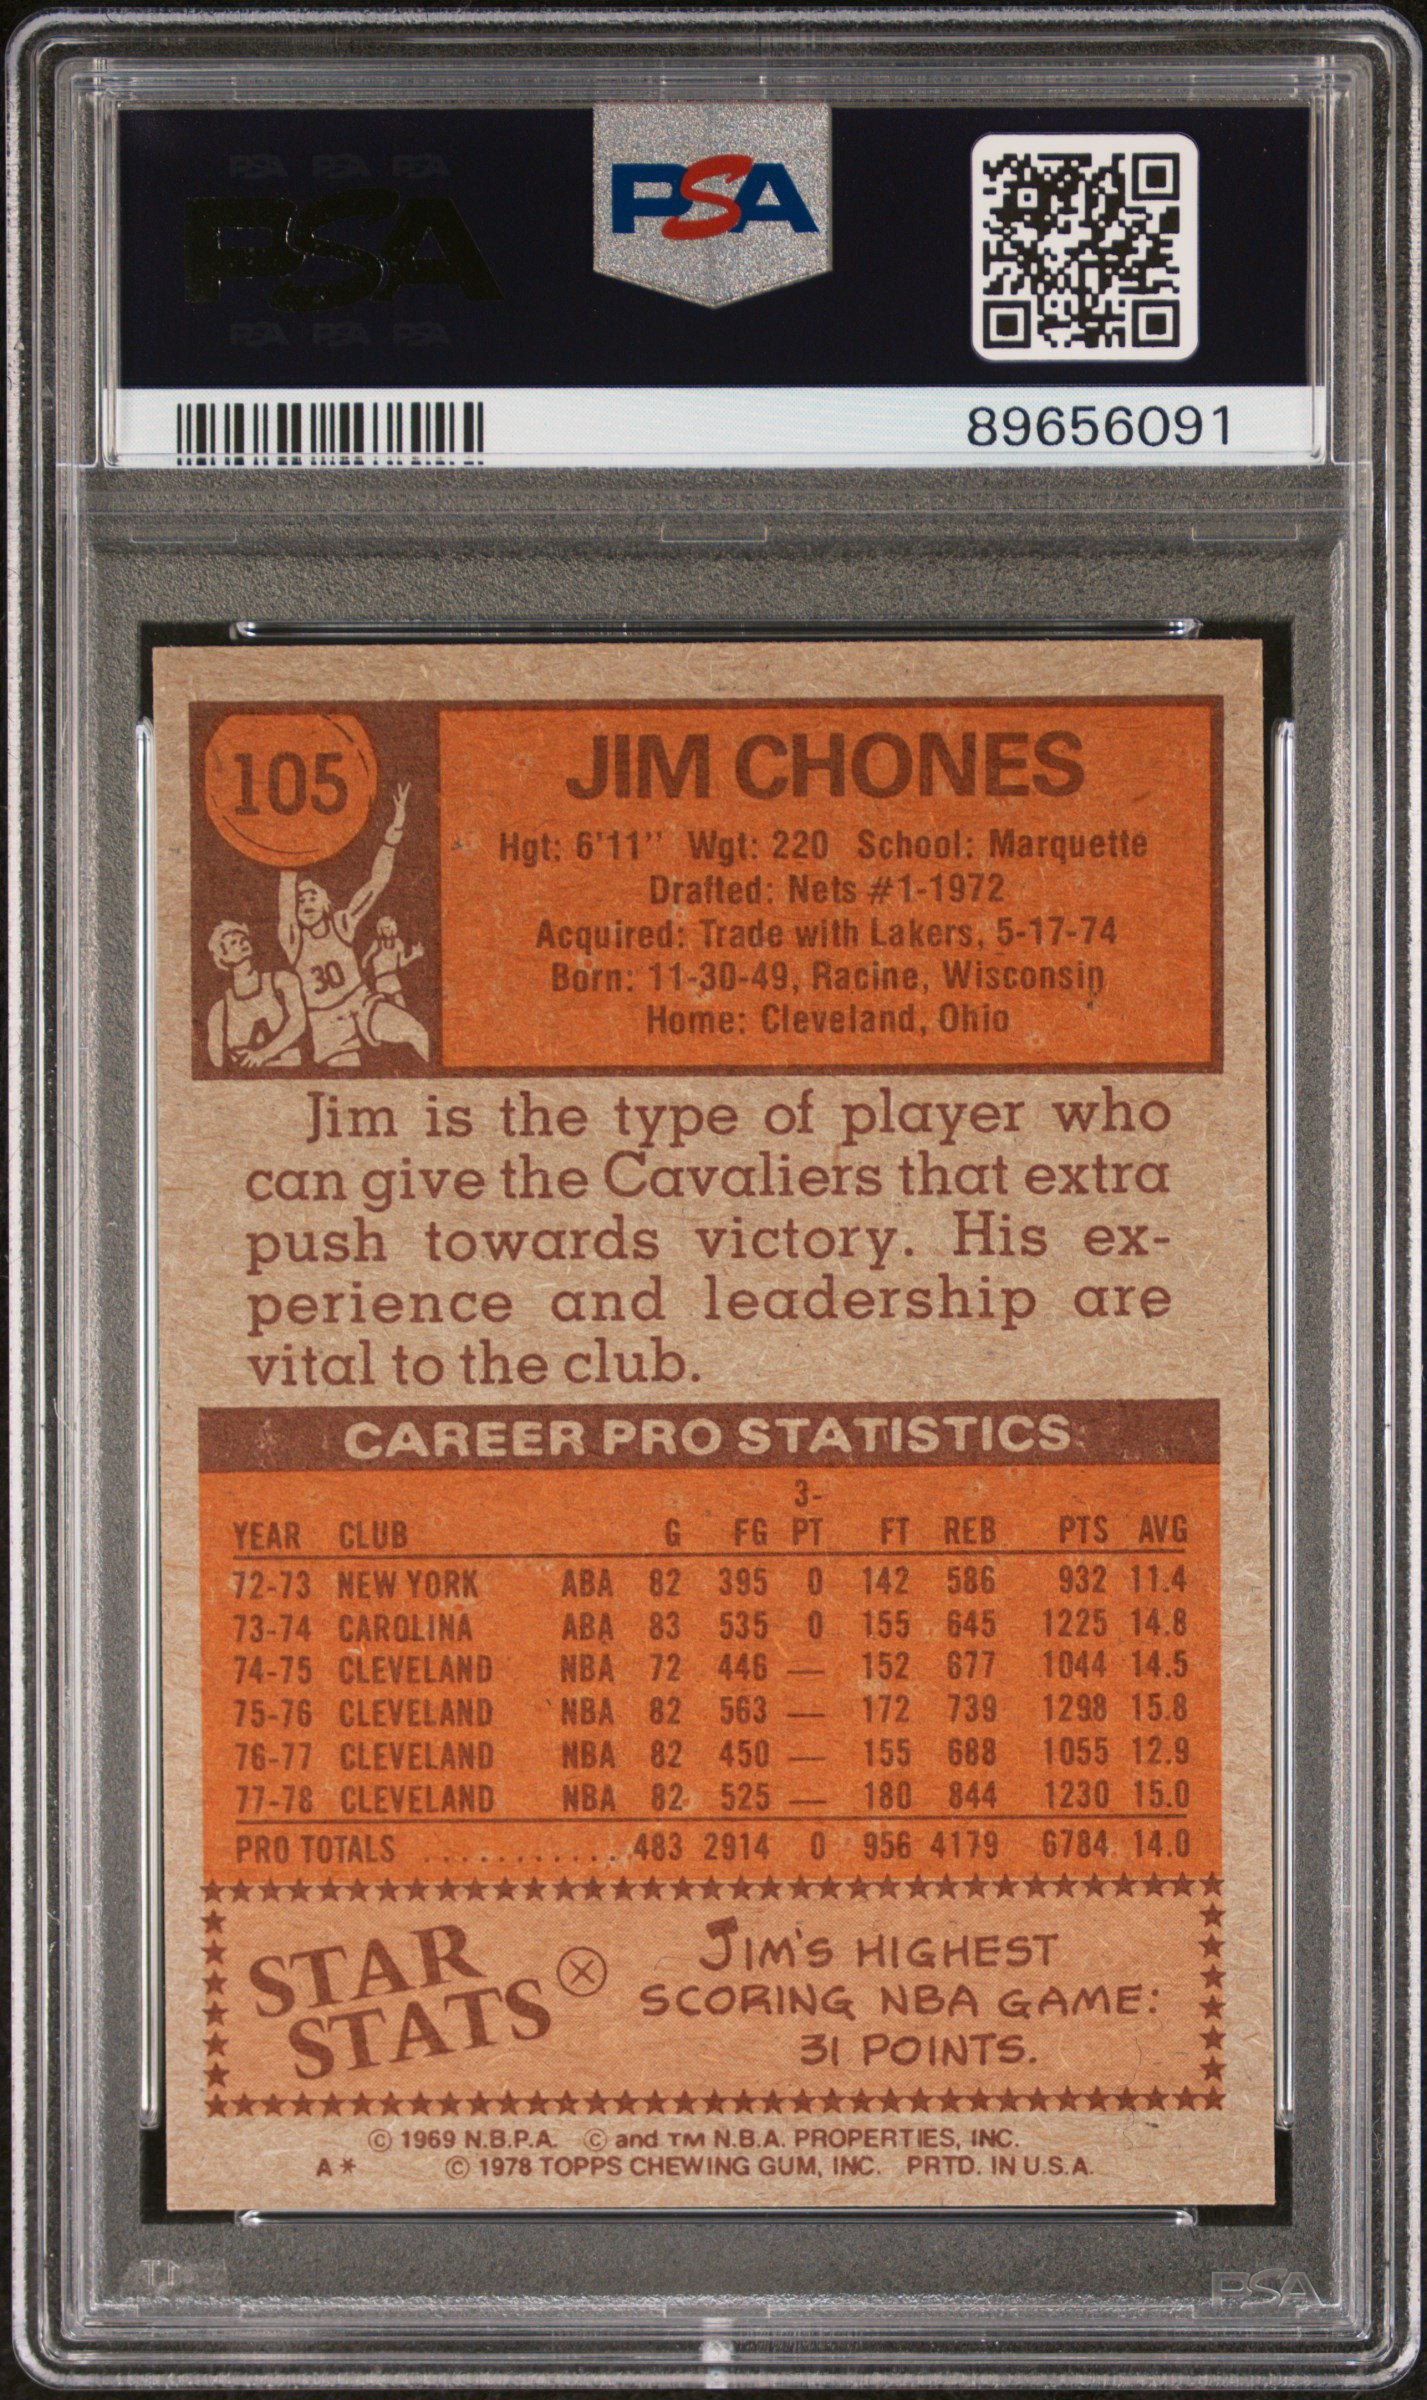 PSA PSA PSA
PSA
PSA PSA PSA
PSA
89656091
105
30
JIM CHONES
Hgt: 6'11" Wgt: 220 School: Marquette
Drafted: Nets #1-1972
Acquired: Trade with Lakers, 5-17-74
Born: 11-30-49, Racine, Wisconsin
Home: Cleveland, Ohio
Jim is the type of player who
can give the Cavaliers that extra
push towards victory. His ex-
perience and leadership are
vital to the club.
CAREER PRO STATISTICS
YEAR CLUB G FG 3-PT FT REB PTS AVG
72-73 NEW YORK ABA 82 395 0 142 586 932 11.4
73-74 CAROLINA ABA 83 535 0 155 645 1225 14.8
74-75 CLEVELAND NBA 72 446 — 152 677 1044 14.5
75-76 CLEVELAND NBA 82 563 — 172 739 1298 15.8
76-77 CLEVELAND NBA 82 450 — 155 688 1055 12.9
77-78 CLEVELAND NBA 82 525 — 180 844 1230 15.0
PRO TOTALS ............483 2914 0 956 4179 6784 14.0
STAR
STATS
JIM'S HIGHEST
SCORING NBA GAME:
31 POINTS.
© 1969 N.B.P.A. © and TM N.B.A. PROPERTIES, INC.
A* © 1978 TOPPS CHEWING GUM, INC. PRTD. IN U.S.A.
PSA